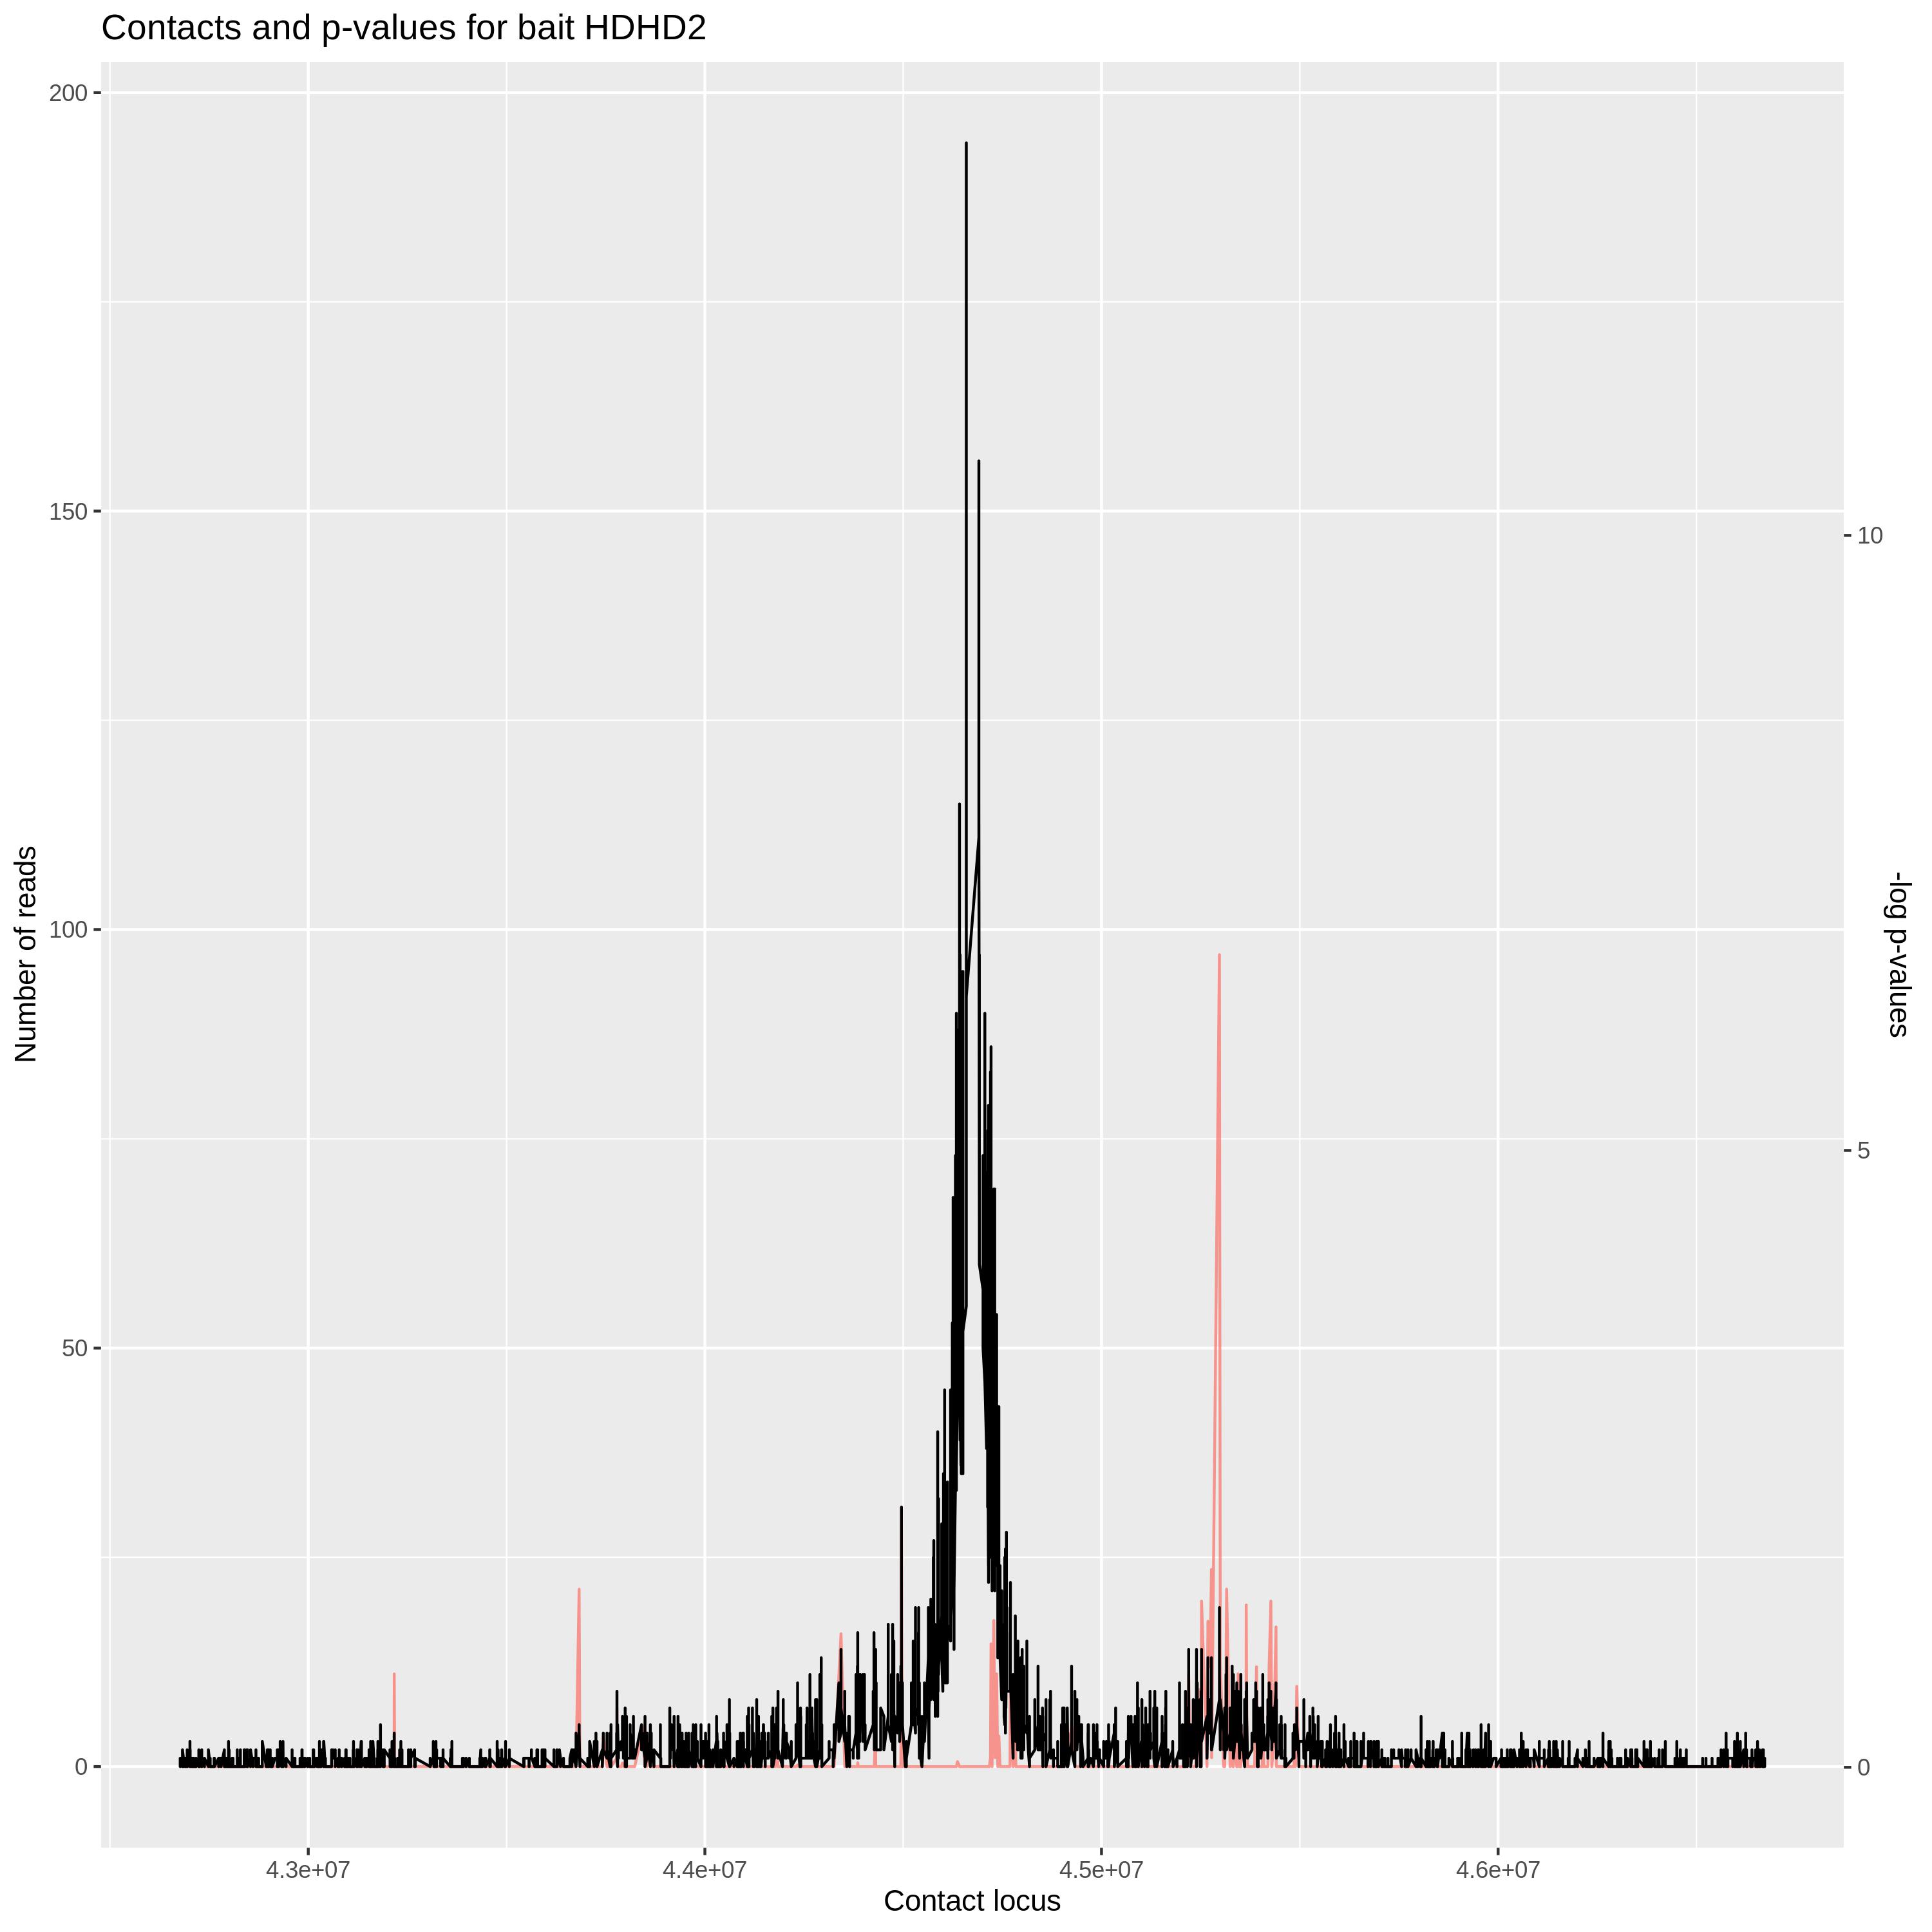 Contacts and p-values for bait HDHD2
200
150
100
50
0
Number of reads
10
5
0
-log p-values
4.3e+07
4.4e+07
4.5e+07
4.6e+07
Contact locus